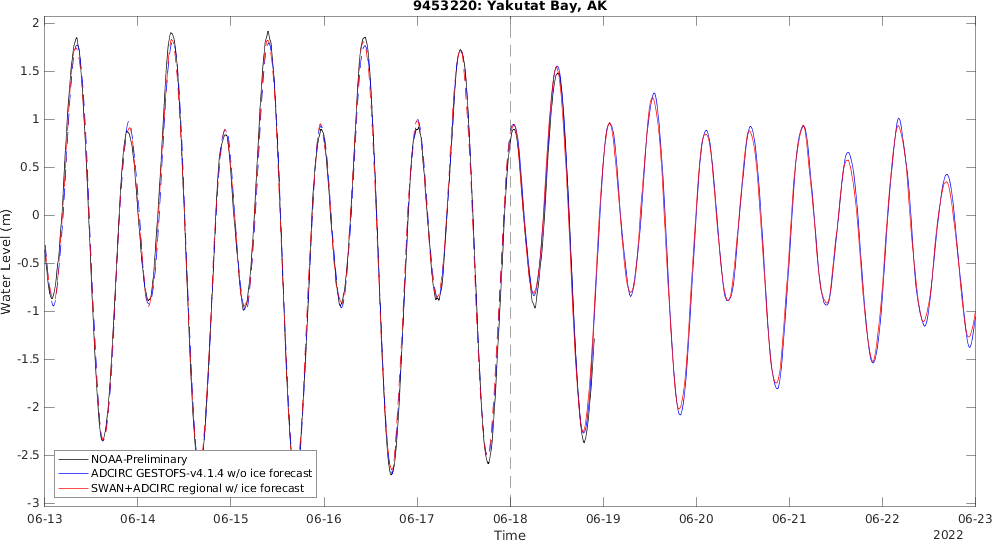 9453220: Yakutat Bay, AK
2
1.5
1
0.5
0
-0.5
-1
-1.5
-2
-2.5
-3
Water Level (m)
NOAA-Preliminary
ADCIRC GESTOFS-v4.1.4 w/o ice forecast
SWAN+ADCIRC regional w/ ice forecast
06-13 06-14 06-15 06-16 06-17 06-18 06-19 06-20 06-21 06-22 06-23
Time
2022